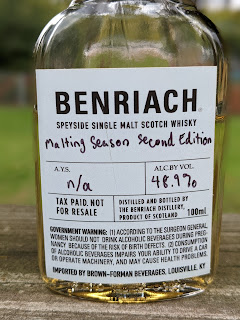 BENRIACH®
SPEYSIDE SINGLE MALT SCOTCH WHISKY
Malting Season Second Edition
A.Y.S.
n/a
ALC.BY VOL.
48.9%
TAX PAID. NOT
FOR RESALE
DISTILLED AND BOTTLED BY
THE BENRIACH DISTILLERY,
PRODUCT OF SCOTLAND
100ml
GOVERNMENT WARNING: (1) ACCORDING TO THE SURGEON GENERAL,
WOMEN SHOULD NOT DRINK ALCOHOLIC BEVERAGES DURING PREG-
NANCY BECAUSE OF THE RISK OF BIRTH DEFECTS. (2) CONSUMPTION
OF ALCOHOLIC BEVERAGES IMPAIRS YOUR ABILITY TO DRIVE A CAR
OR OPERATE MACHINERY, AND MAY CAUSE HEALTH PROBLEMS.
IMPORTED BY BROWN-FORMAN BEVERAGES, LOUISVILLE, KY